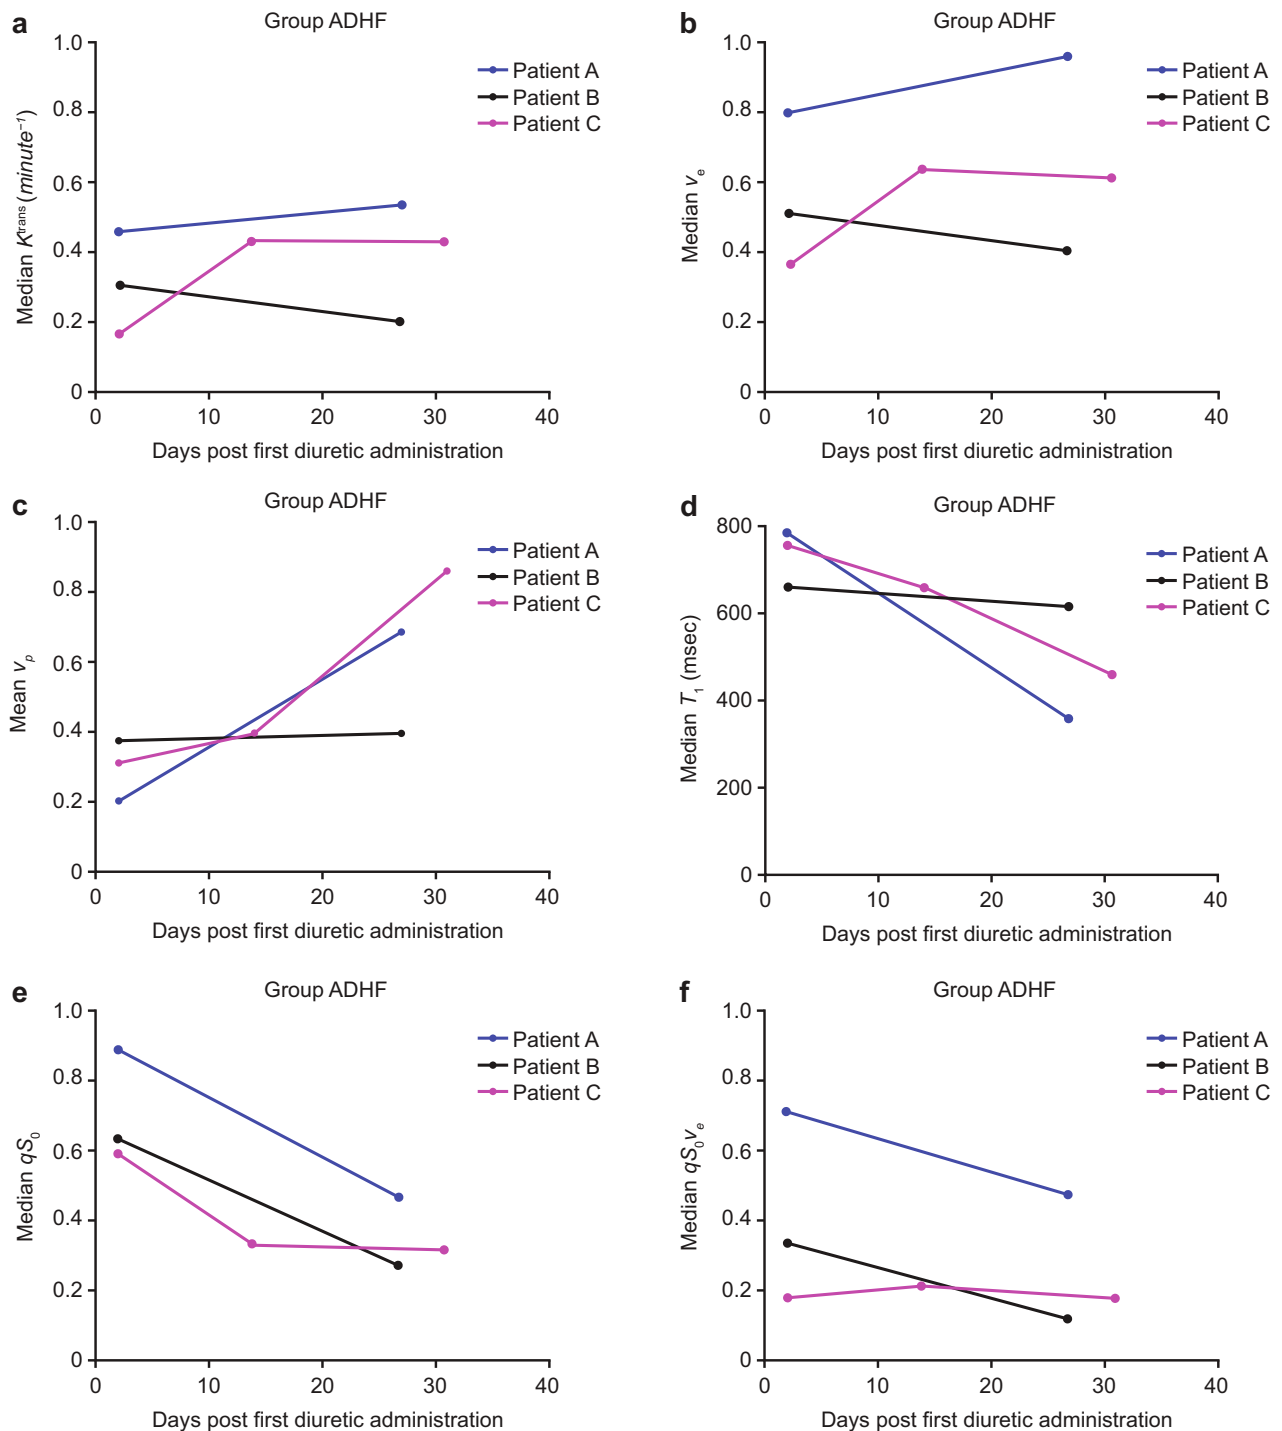 a
Group ADHF
Median Kᵗʳᵃⁿˢ (minute⁻¹)
1.0
0.8
0.6
0.4
0.2
0
0 10 20 30 40
Days post first diuretic administration
Patient A
Patient B
Patient C
b
Group ADHF
Median vₑ
1.0
0.8
0.6
0.4
0.2
0
0 10 20 30 40
Days post first diuretic administration
Patient A
Patient B
Patient C
c
Group ADHF
Mean vₚ
1.0
0.8
0.6
0.4
0.2
0
0 10 20 30 40
Days post first diuretic administration
Patient A
Patient B
Patient C
d
Group ADHF
Median T₁ (msec)
800
600
400
200
0
0 10 20 30 40
Days post first diuretic administration
Patient A
Patient B
Patient C
e
Group ADHF
Median qS₀
1.0
0.8
0.6
0.4
0.2
0
0 10 20 30 40
Days post first diuretic administration
Patient A
Patient B
Patient C
f
Group ADHF
Median qS₀vₑ
1.0
0.8
0.6
0.4
0.2
0
0 10 20 30 40
Days post first diuretic administration
Patient A
Patient B
Patient C